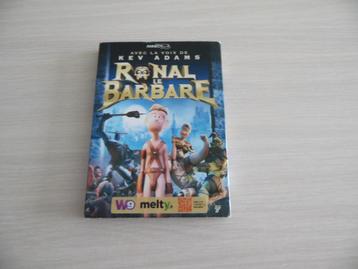 AVEC LA VOIX DE
KEV ADAMS
RONAL
LE
BARBARE
W9
melty.